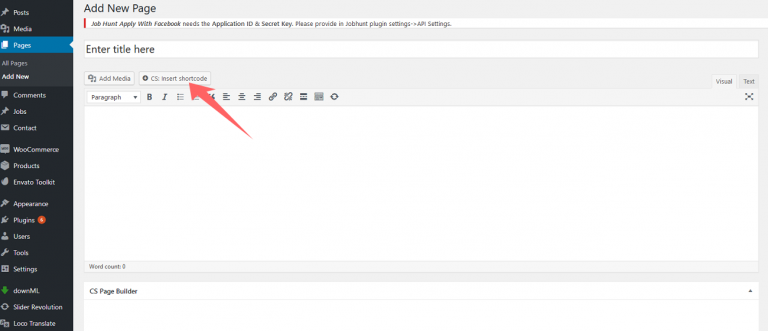 Posts
Media
Pages
All Pages
Add New
Comments
Jobs
Contact
WooCommerce
Products
Envato Toolkit
Appearance
Plugins 6
Users
Tools
Settings
downML
Slider Revolution
Loco Translate
Add New Page
Job Hunt Apply With Facebook needs the Application ID & Secret Key. Please provide in Jobhunt plugin settings->API Settings.
Enter title here
Add Media CS: Insert shortcode
Visual Text
Paragraph B I
Word count: 0
CS Page Builder